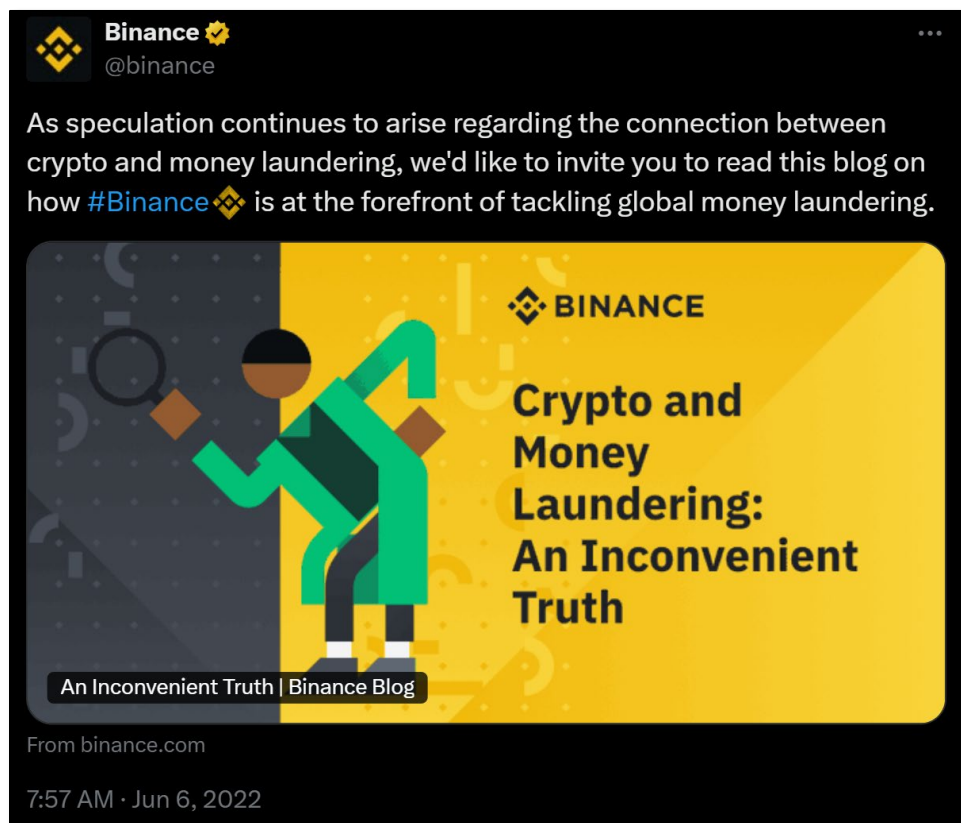 Binance
@binance
As speculation continues to arise regarding the connection between
crypto and money laundering, we'd like to invite you to read this blog on
how #Binance is at the forefront of tackling global money laundering.
BINANCE
Crypto and
Money
Laundering:
An Inconvenient
Truth
An Inconvenient Truth | Binance Blog
From binance.com
7:57 AM · Jun 6, 2022